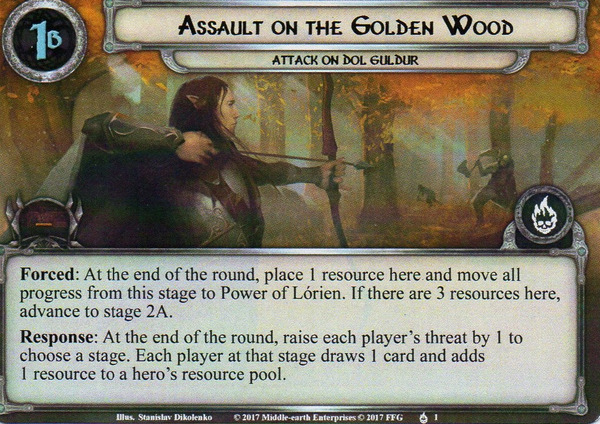 1B
ASSAULT ON THE GOLDEN WOOD
ATTACK ON DOL GULDUR
Forced: At the end of the round, place 1 resource here and move all
progress from this stage to Power of Lórien. If there are 3 resources here,
advance to stage 2A.
Response: At the end of the round, raise each player's threat by 1 to
choose a stage. Each player at that stage draws 1 card and adds
1 resource to a hero's resource pool.
Illus. Stanislav Dikolenko © 2017 Middle-earth Enterprises © 2017 FFG 1